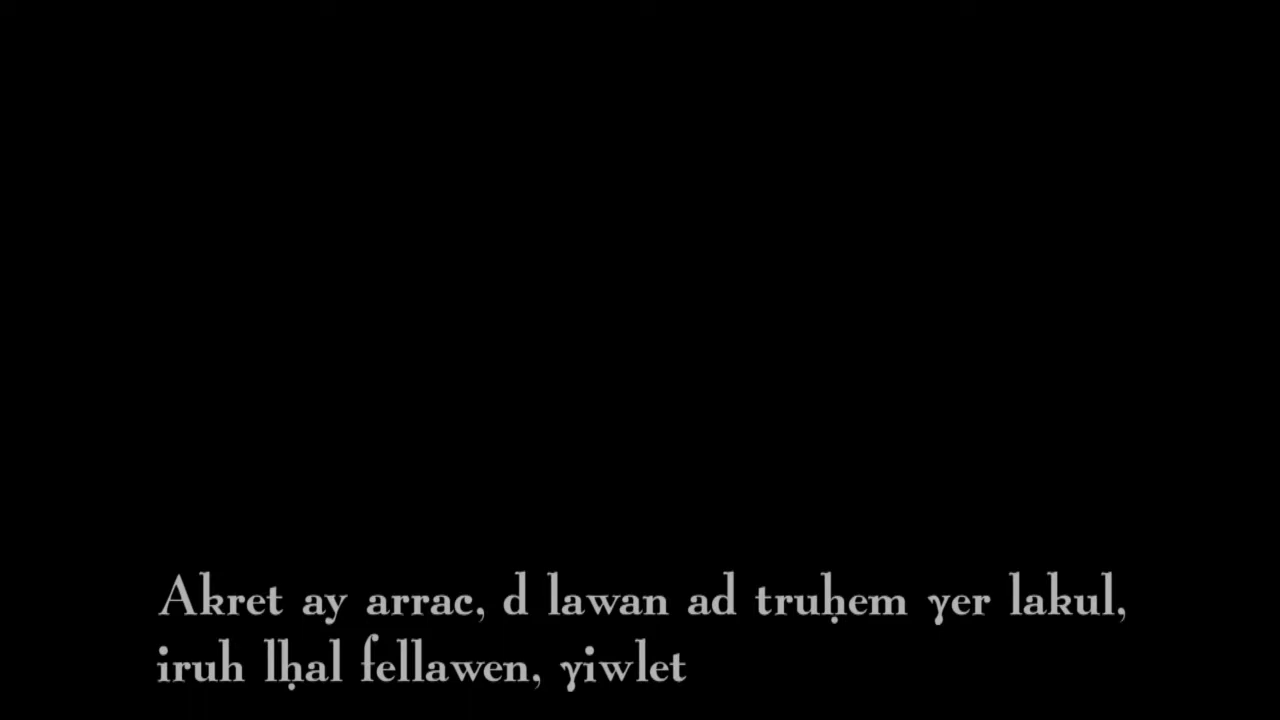 Akret ay arrac, d lawan ad truḥem ɣer lakul,
iruh lḥal fellawen, ɣiwlet